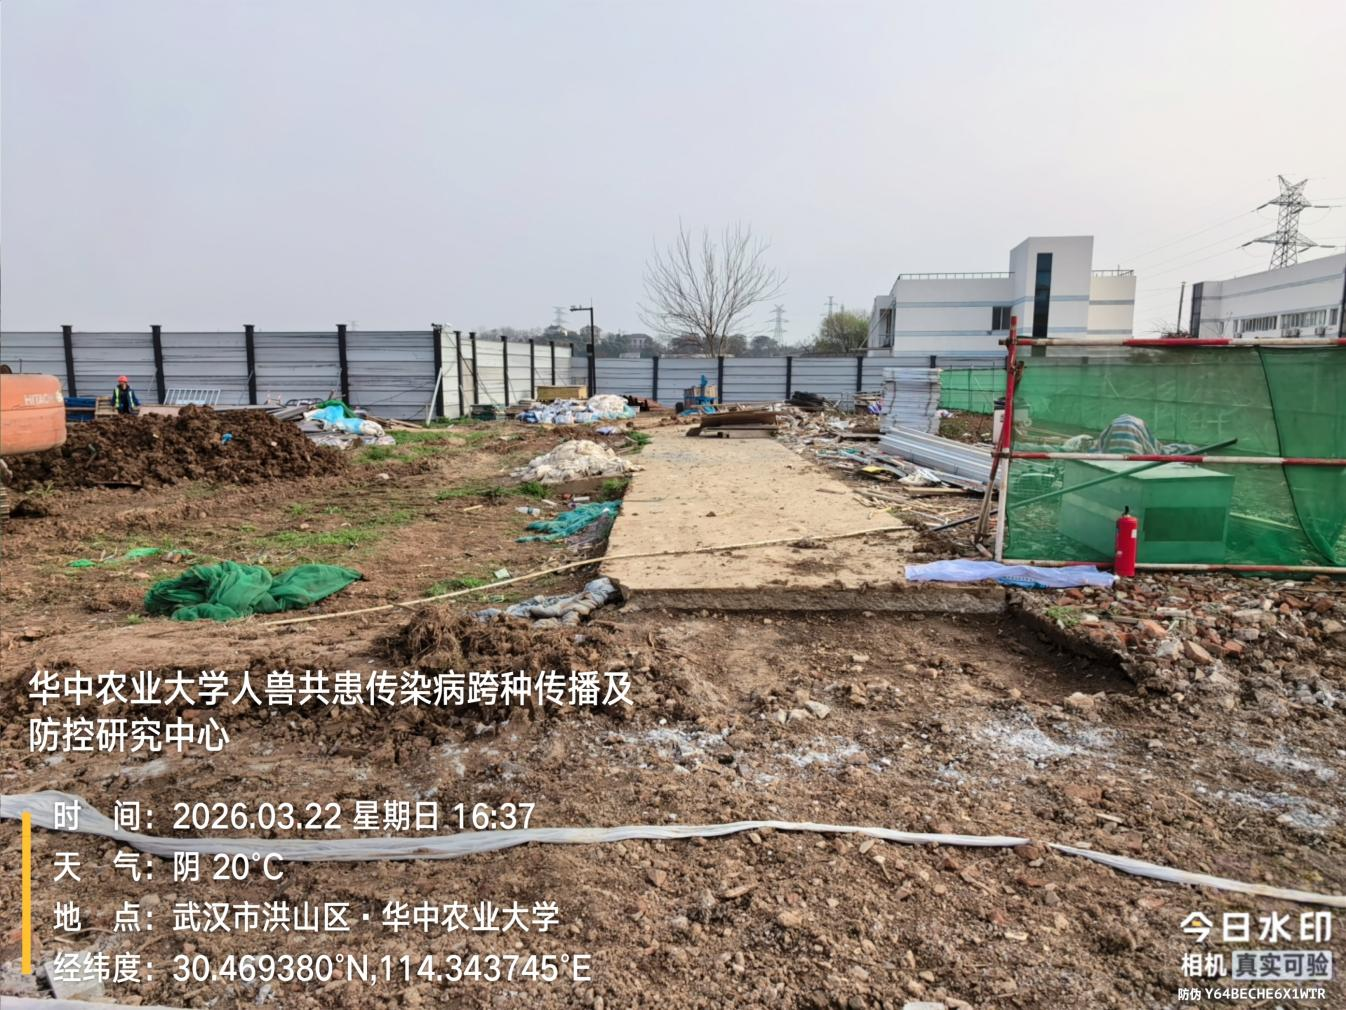 HITACHI
华中农业大学人兽共患传染病跨种传播及
防控研究中心
时 间：2026.03.22 星期日 16:37
天 气：阴 20℃
地 点：武汉市洪山区·华中农业大学
经纬度：30.469380°N,114.343745°E
今日水印
相机 真实可验
防伪 Y64BECHE6X1WTR